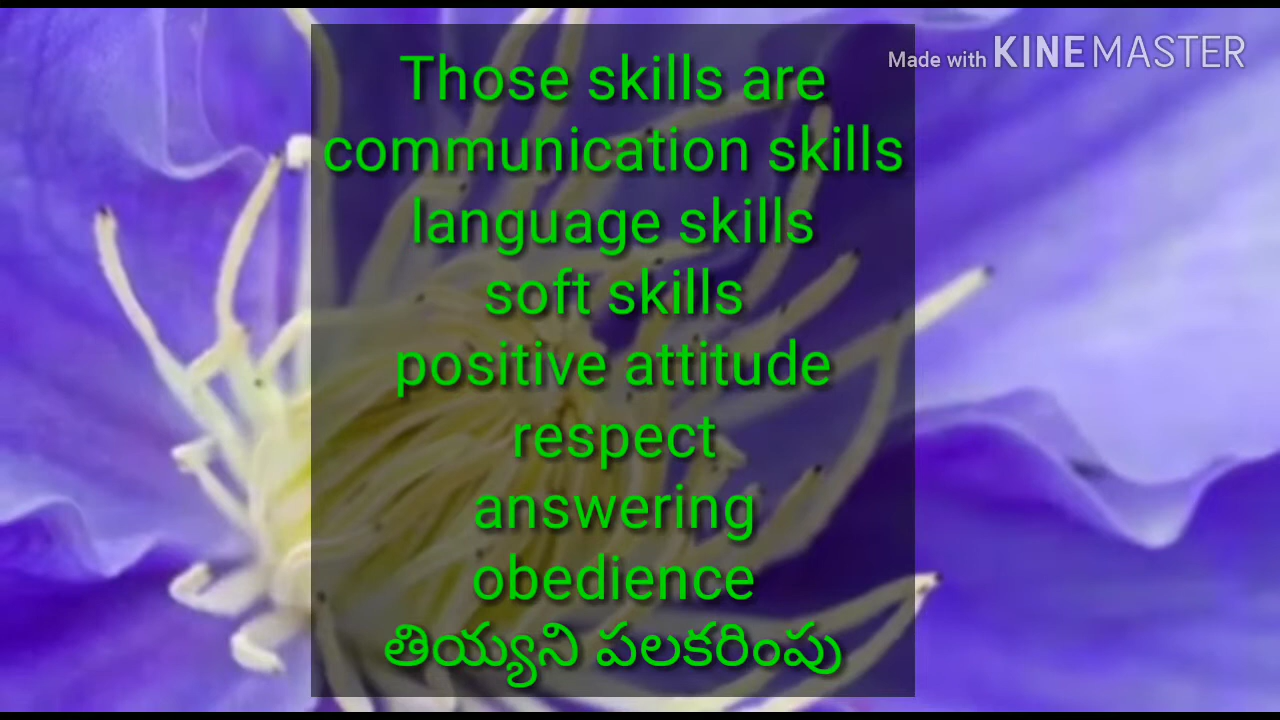 Made with KINEMASTER
Those skills are
communication skills
language skills
soft skills
positive attitude
respect
answering
obedience
తియ్యని పలకరింపు